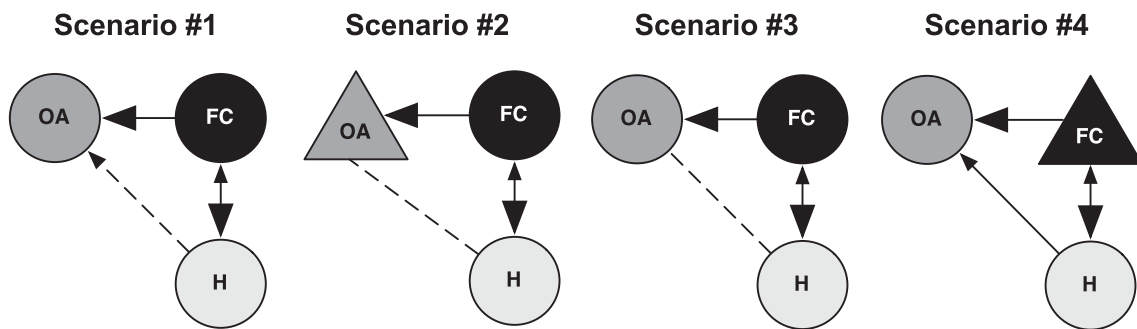 Scenario #1 Scenario #2 Scenario #3 Scenario #4
OA FC OA FC OA FC OA FC
H H H H